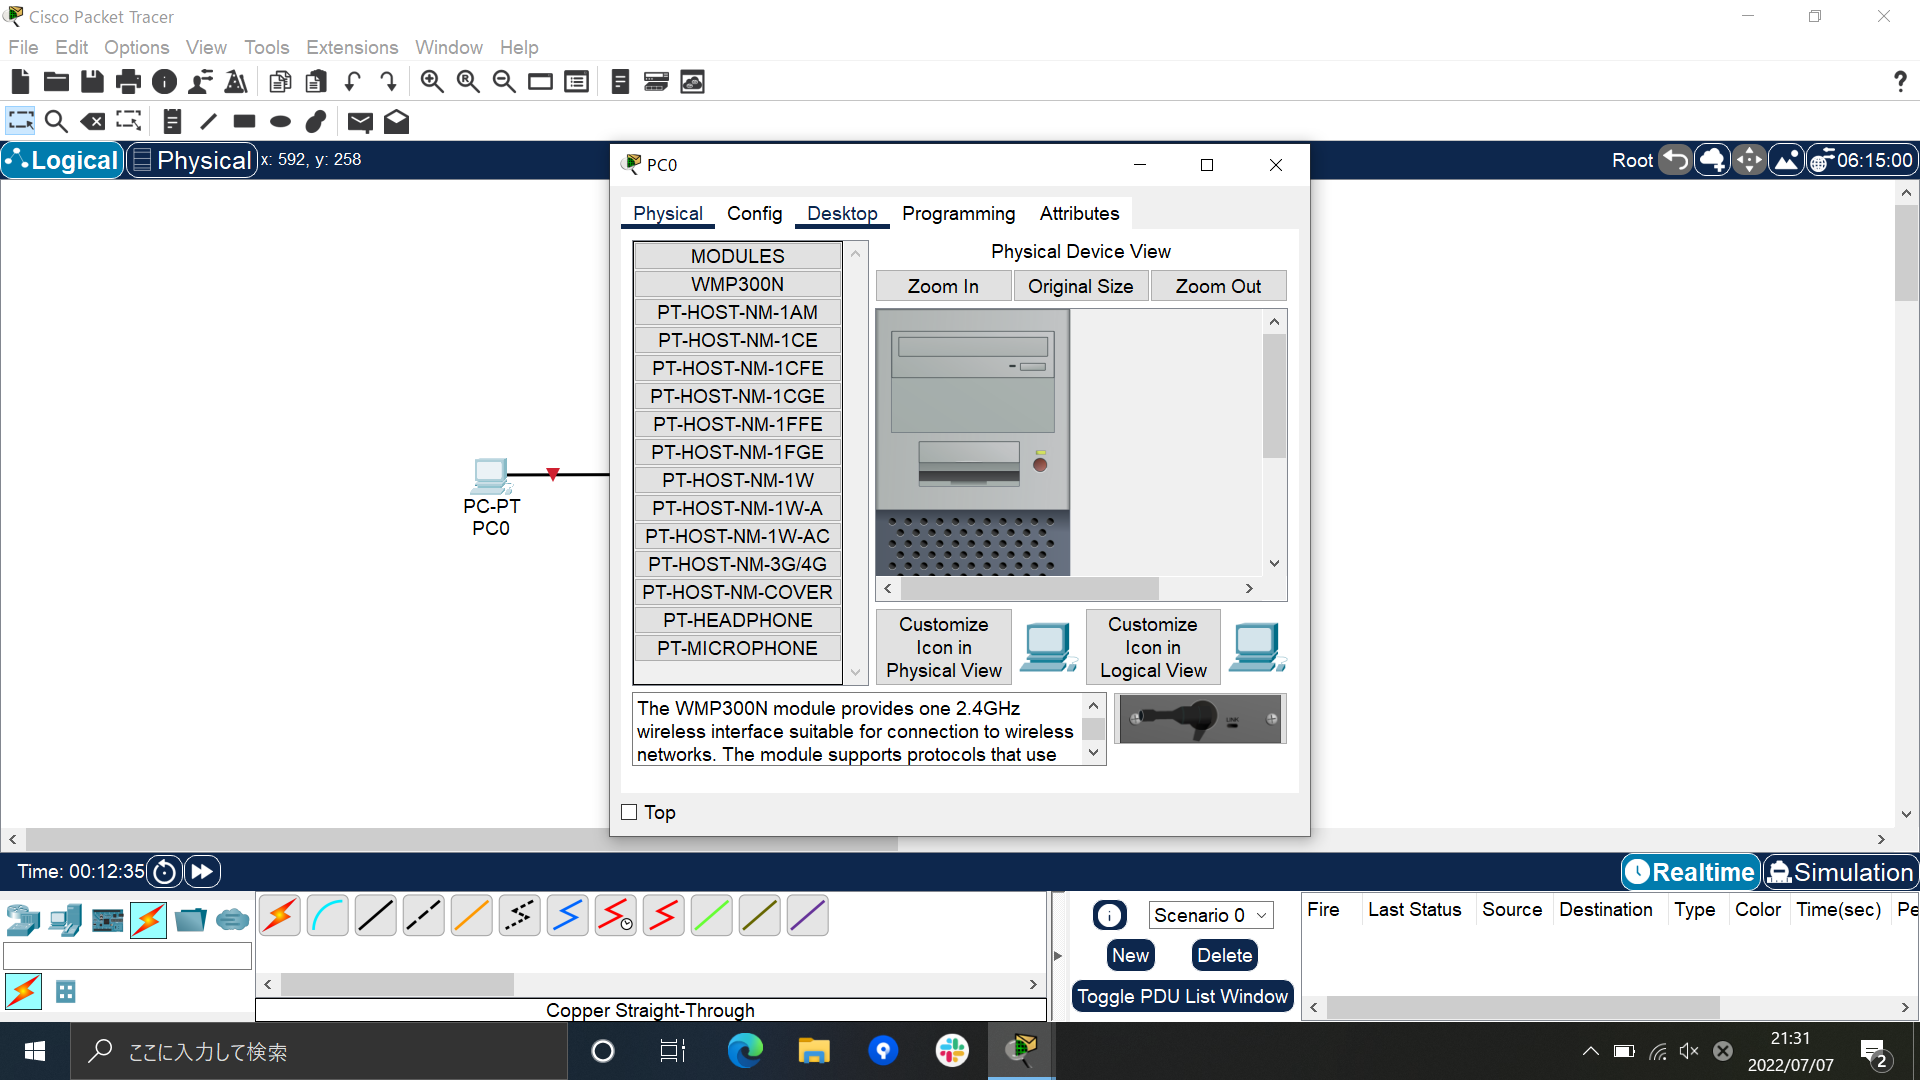 Cisco Packet Tracer
File Edit Options View Tools Extensions Window Help
Logical Physical x: 592, y: 258
Root 06:15:00
PC0
Physical Config Desktop Programming Attributes
MODULES
WMP300N
PT-HOST-NM-1AM
PT-HOST-NM-1CE
PT-HOST-NM-1CFE
PT-HOST-NM-1CGE
PT-HOST-NM-1FFE
PT-HOST-NM-1FGE
PT-HOST-NM-1W
PT-HOST-NM-1W-A
PT-HOST-NM-1W-AC
PT-HOST-NM-3G/4G
PT-HOST-NM-COVER
PT-HEADPHONE
PT-MICROPHONE
Physical Device View
Zoom In Original Size Zoom Out
Customize
Icon in
Physical View
Customize
Icon in
Logical View
The WMP300N module provides one 2.4GHz
wireless interface suitable for connection to wireless
networks. The module supports protocols that use
LINK
Top
PC-PT
PC0
Time: 00:12:35
Realtime Simulation
Copper Straight-Through
Scenario 0
New Delete
Toggle PDU List Window
Fire Last Status Source Destination Type Color Time(sec) Pe
ここに入力して検索
21:31
2022/07/07
2